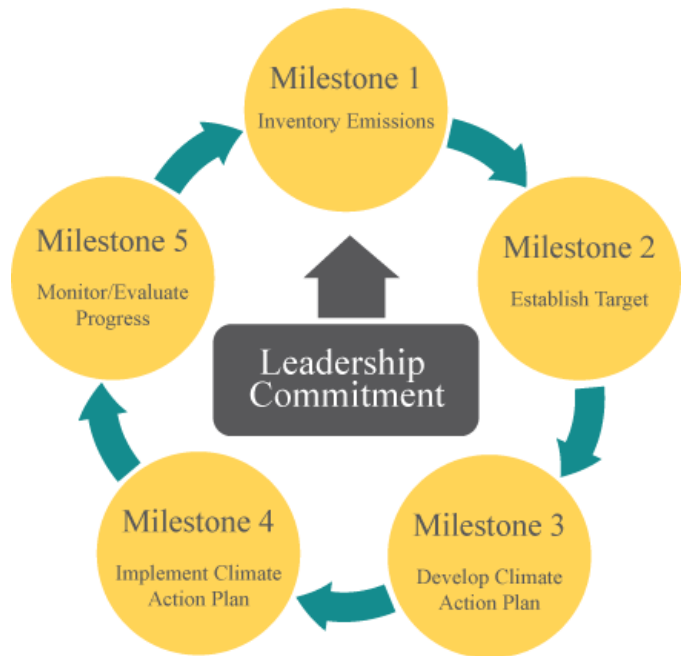 Milestone 1
Inventory Emissions
Milestone 2
Establish Target
Milestone 3
Develop Climate
Action Plan
Milestone 4
Implement Climate
Action Plan
Milestone 5
Monitor/Evaluate
Progress
Leadership
Commitment